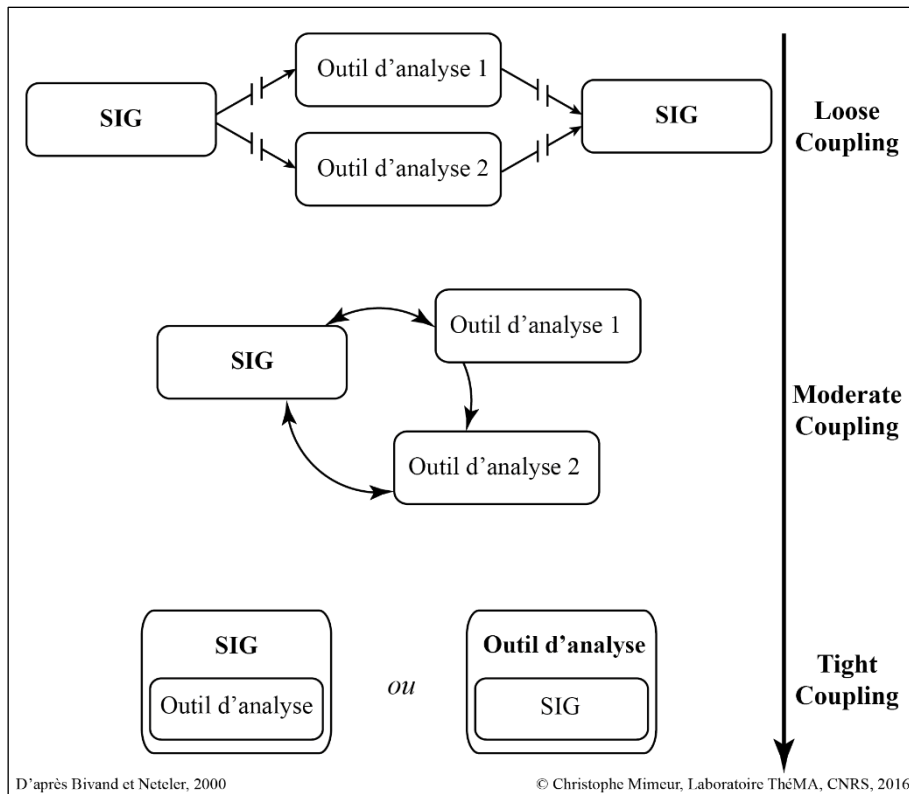 Outil d'analyse 1
SIG
SIG
Outil d'analyse 2
Loose
Coupling
Outil d'analyse 1
SIG
Outil d'analyse 2
Moderate
Coupling
SIG
Outil d'analyse
ou
Outil d'analyse
SIG
Tight
Coupling
D'après Bivand et Neteler, 2000
© Christophe Mimeur, Laboratoire ThéMA, CNRS, 2016